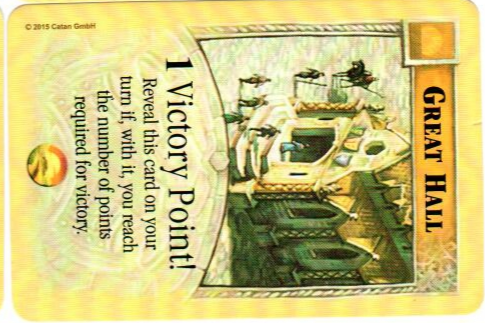 GREAT HALL
1 Victory Point!
Reveal this card on your
turn if, with it, you reach
the number of points
required for victory.
© 2015 Catan GmbH